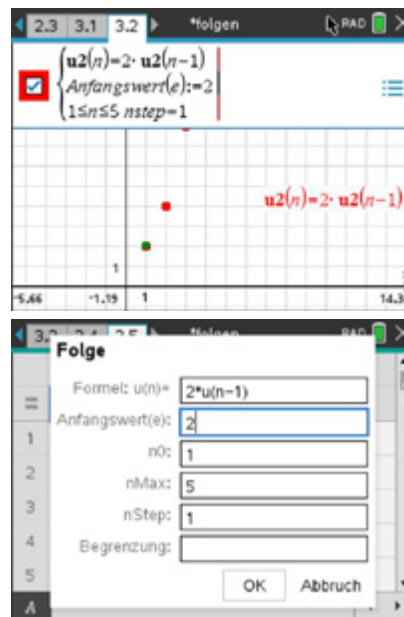 2.3 3.1 3.2 *folgen RAD
u2(n)=2· u2(n−1)
Anfangswert(e):=2
1≤n≤5 nstep=1
u2(n)=2· u2(n−1)
1
-5.66 -1.19 1 14.3
*folgen RAD
Folge
Formel: u(n)= 2*u(n−1)
Anfangswert(e): 2
n0: 1
nMax: 5
nStep: 1
Begrenzung:
OK Abbruch
=
1
2
3
4
5
A